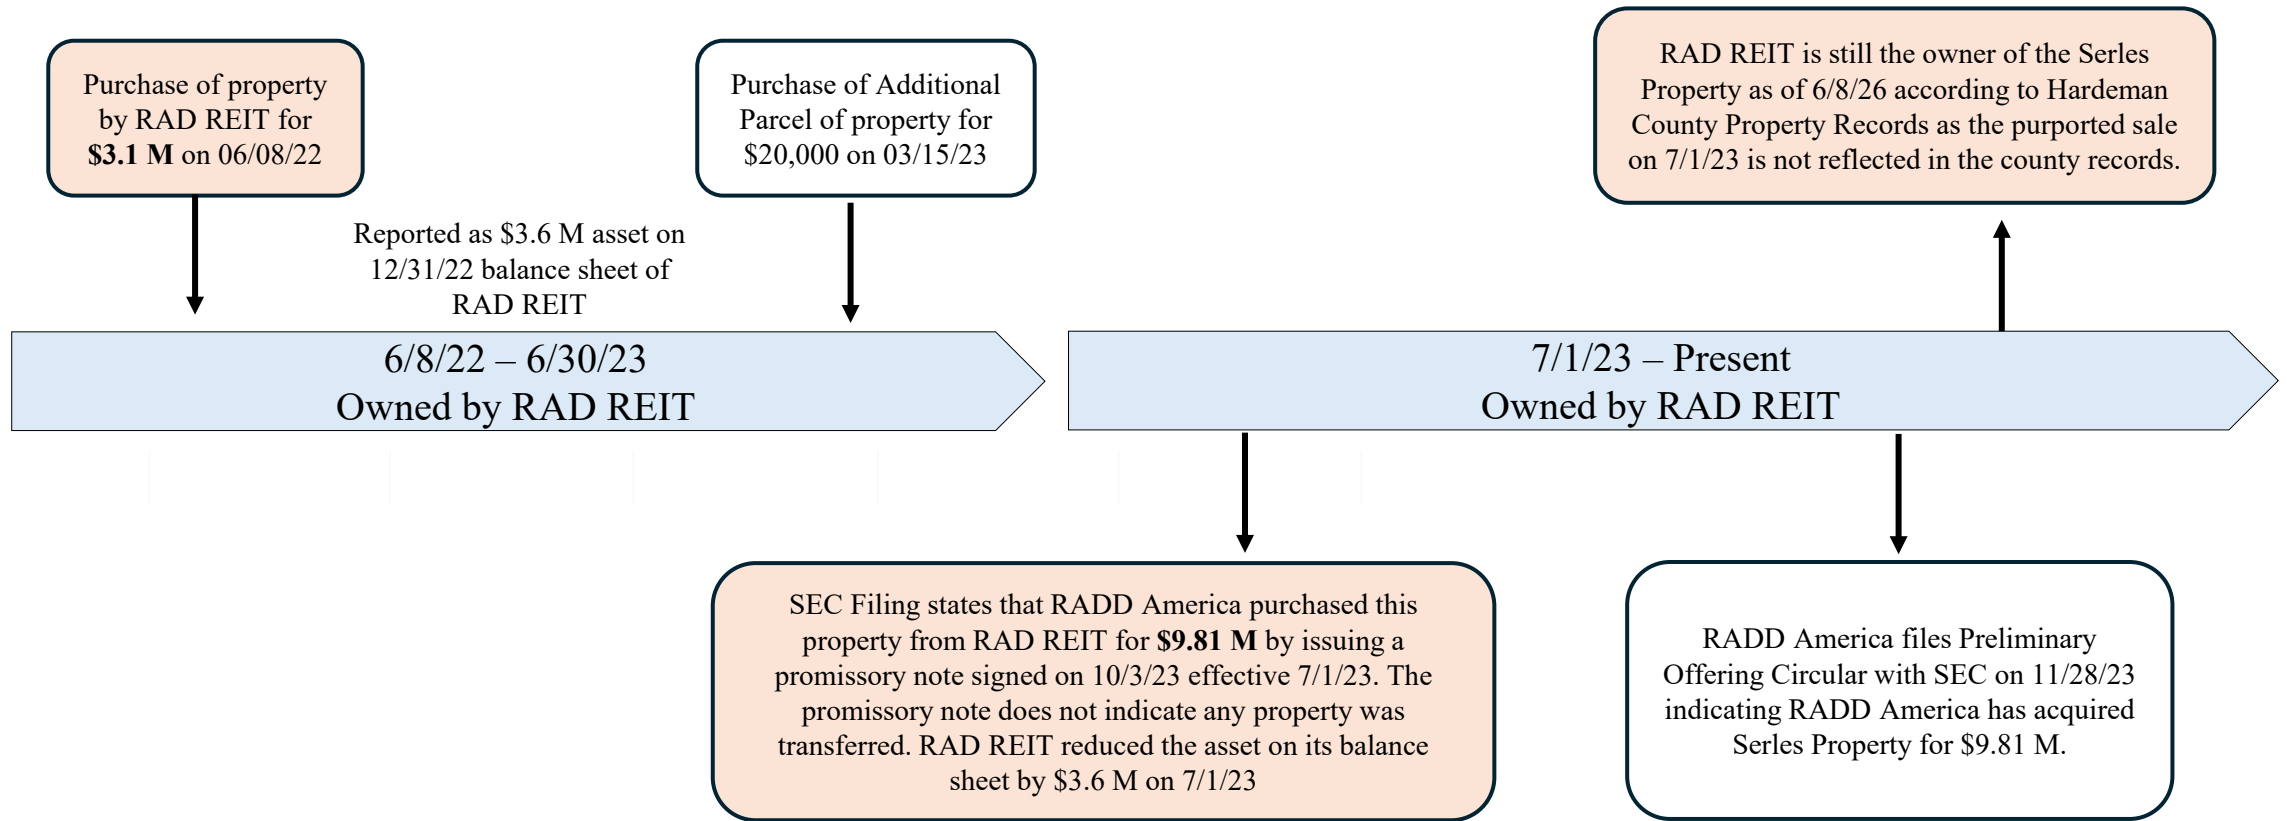 Purchase of property
by RAD REIT for
$3.1 M on 06/08/22
Purchase of Additional
Parcel of property for
$20,000 on 03/15/23
RAD REIT is still the owner of the Serles
Property as of 6/8/26 according to Hardeman
County Property Records as the purported sale
on 7/1/23 is not reflected in the county records.
Reported as $3.6 M asset on
12/31/22 balance sheet of
RAD REIT
6/8/22 – 6/30/23
Owned by RAD REIT
7/1/23 – Present
Owned by RAD REIT
SEC Filing states that RADD America purchased this
property from RAD REIT for $9.81 M by issuing a
promissory note signed on 10/3/23 effective 7/1/23. The
promissory note does not indicate any property was
transferred. RAD REIT reduced the asset on its balance
sheet by $3.6 M on 7/1/23
RADD America files Preliminary
Offering Circular with SEC on 11/28/23
indicating RADD America has acquired
Serles Property for $9.81 M.